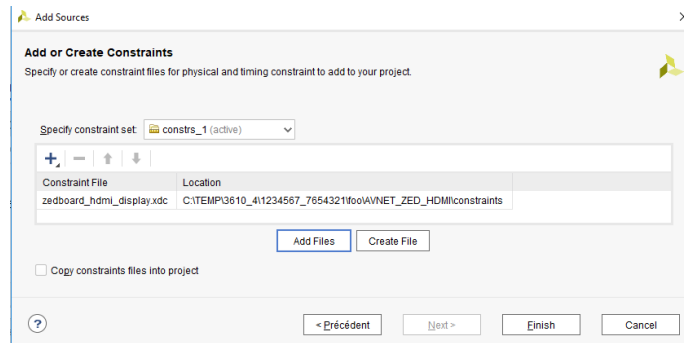 Add Sources
Add or Create Constraints
Specify or create constraint files for physical and timing constraint to add to your project.
Specify constraint set: constrs_1 (active)
Constraint File Location
zedboard_hdmi_display.xdc C:\TEMP\3610_4\1234567_7654321\foo\AVNET_ZED_HDMI\constraints
Add Files Create File
Copy constraints files into project
? < Précédent Next > Finish Cancel